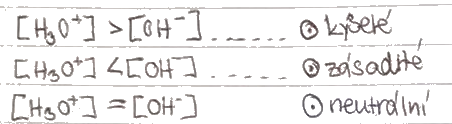 [H₃O⁺] > [OH⁻] ...... ⊙ kyselé
[H₃O⁺] < [OH⁻] ...... ⊙ zásadité
[H₃O⁺] = [OH⁻] ⊙ neutrální